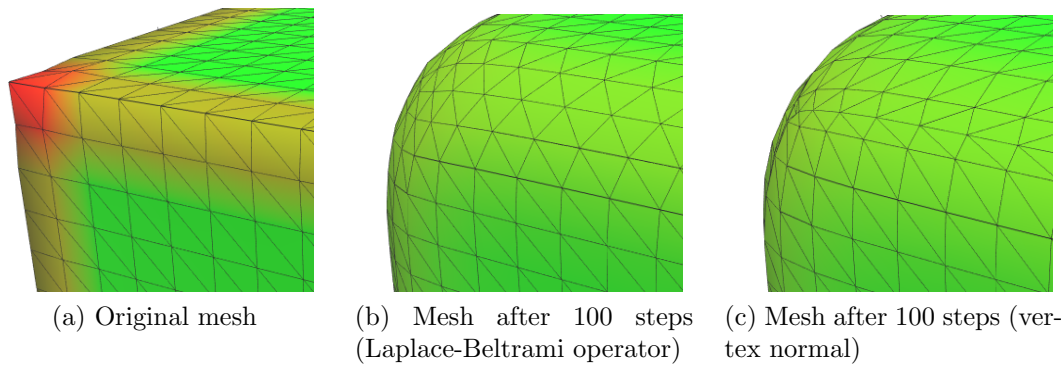 (a) Original mesh
(b) Mesh after 100 steps
(Laplace-Beltrami operator)
(c) Mesh after 100 steps (ver-
tex normal)